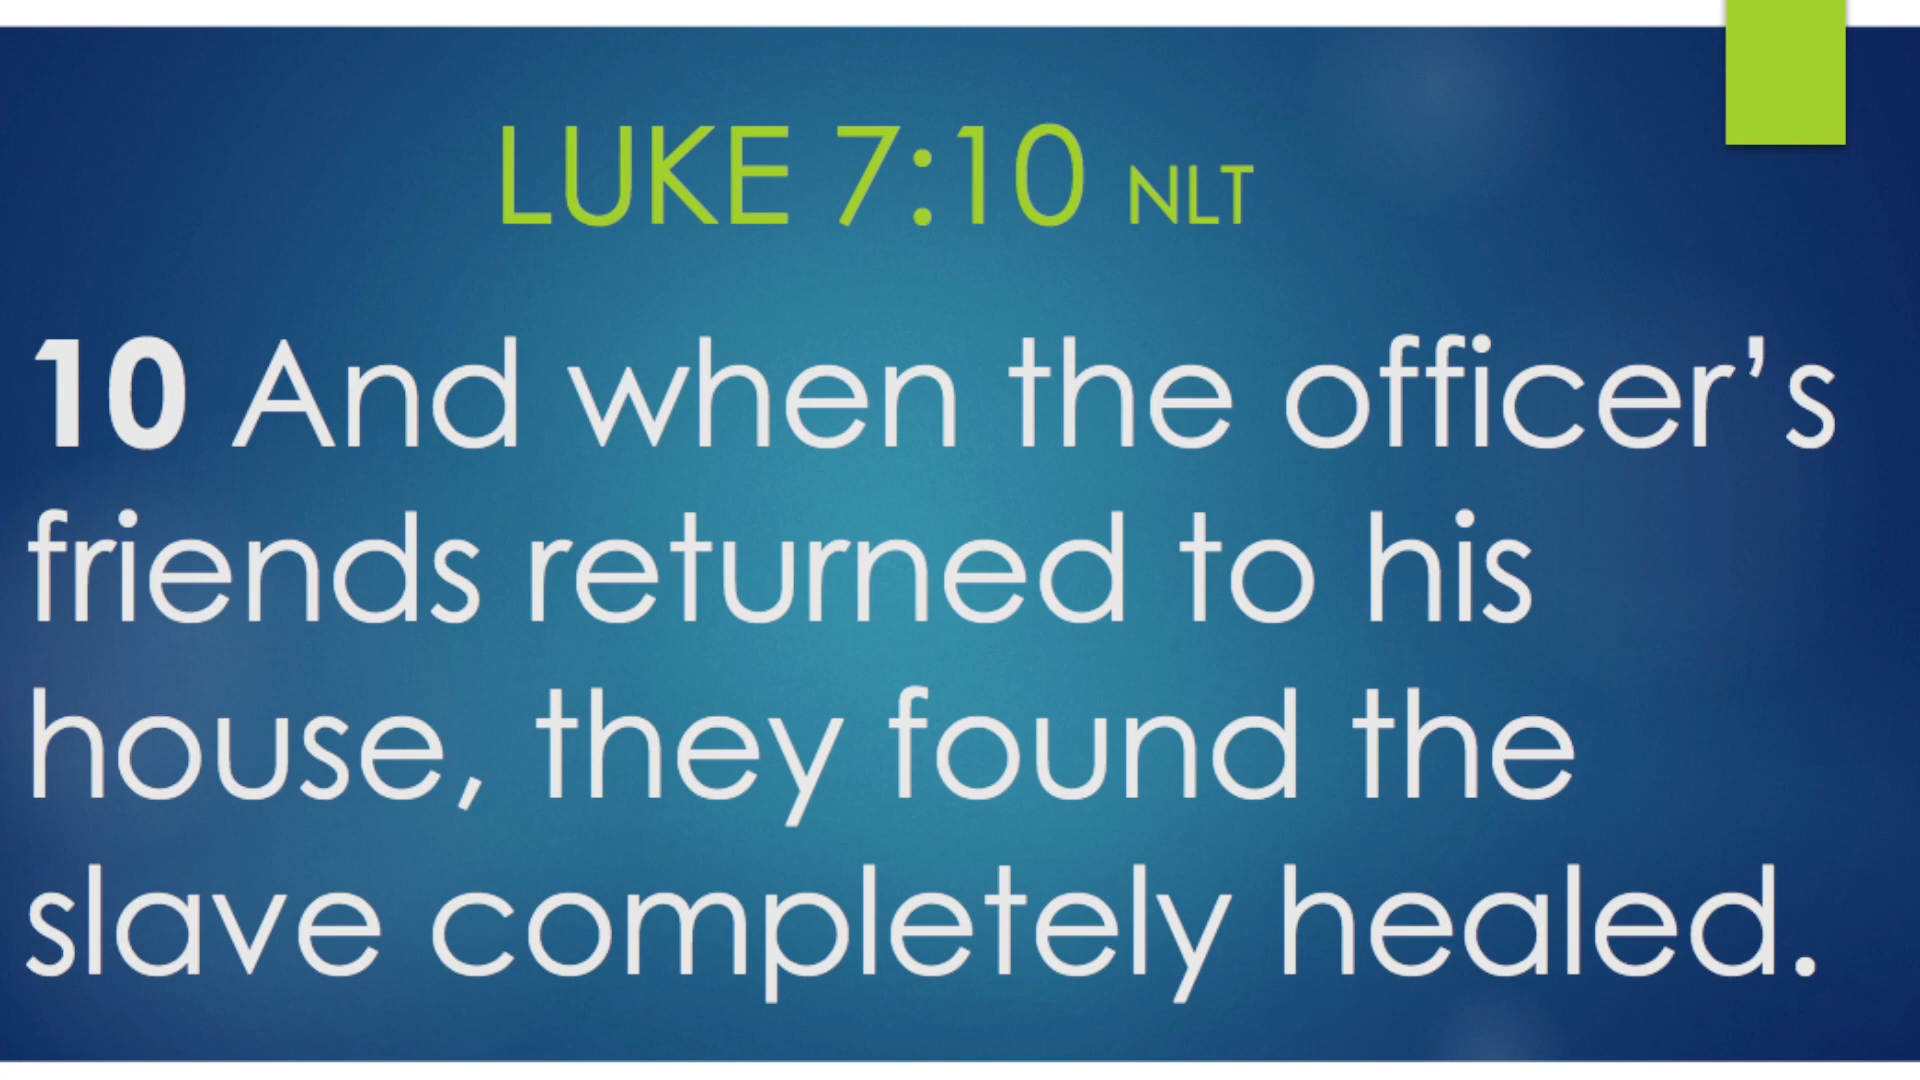 LUKE 7:10 NLT
10 And when the officer’s
friends returned to his
house, they found the
slave completely healed.